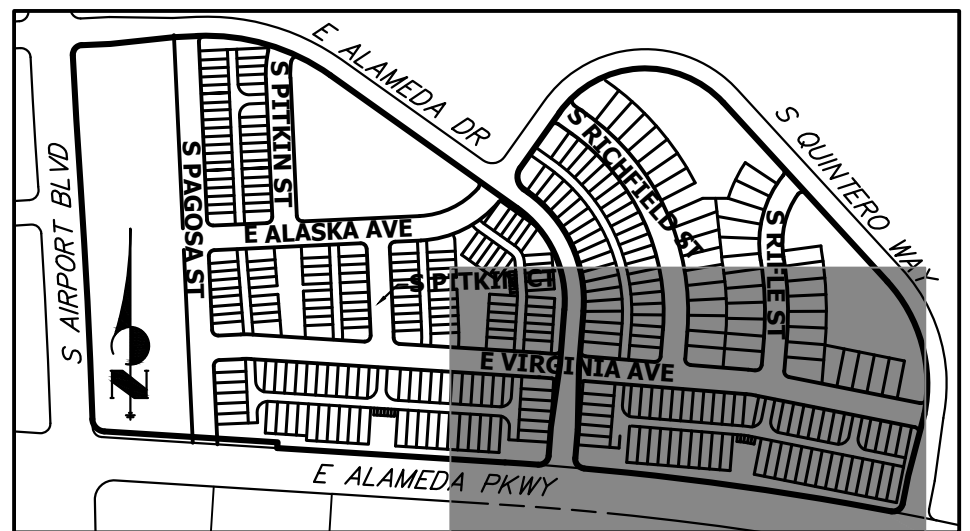 E ALAMEDA DR
S QUINTERO WAY
S RICHFIELD ST
S PITKIN ST
S AIRPORT BLVD
S PAGOSA ST
E ALASKA AVE
S RIFLE ST
S PITKIN CT
E VIRGINIA AVE
N
E ALAMEDA PKWY